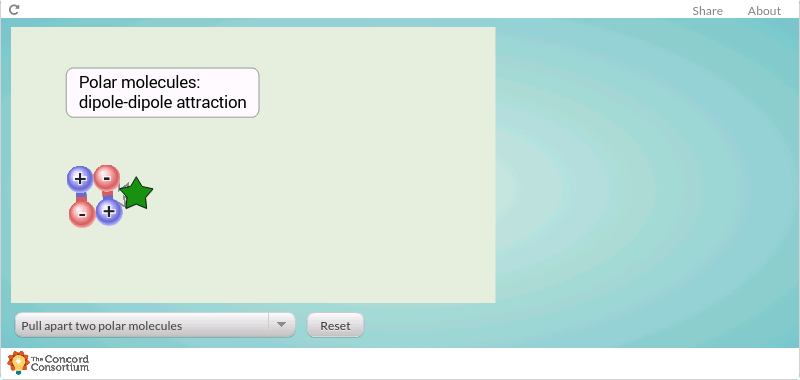 Share About
Polar molecules:
dipole-dipole attraction
+ -
- +
Pull apart two polar molecules
Reset
The Concord
Consortium